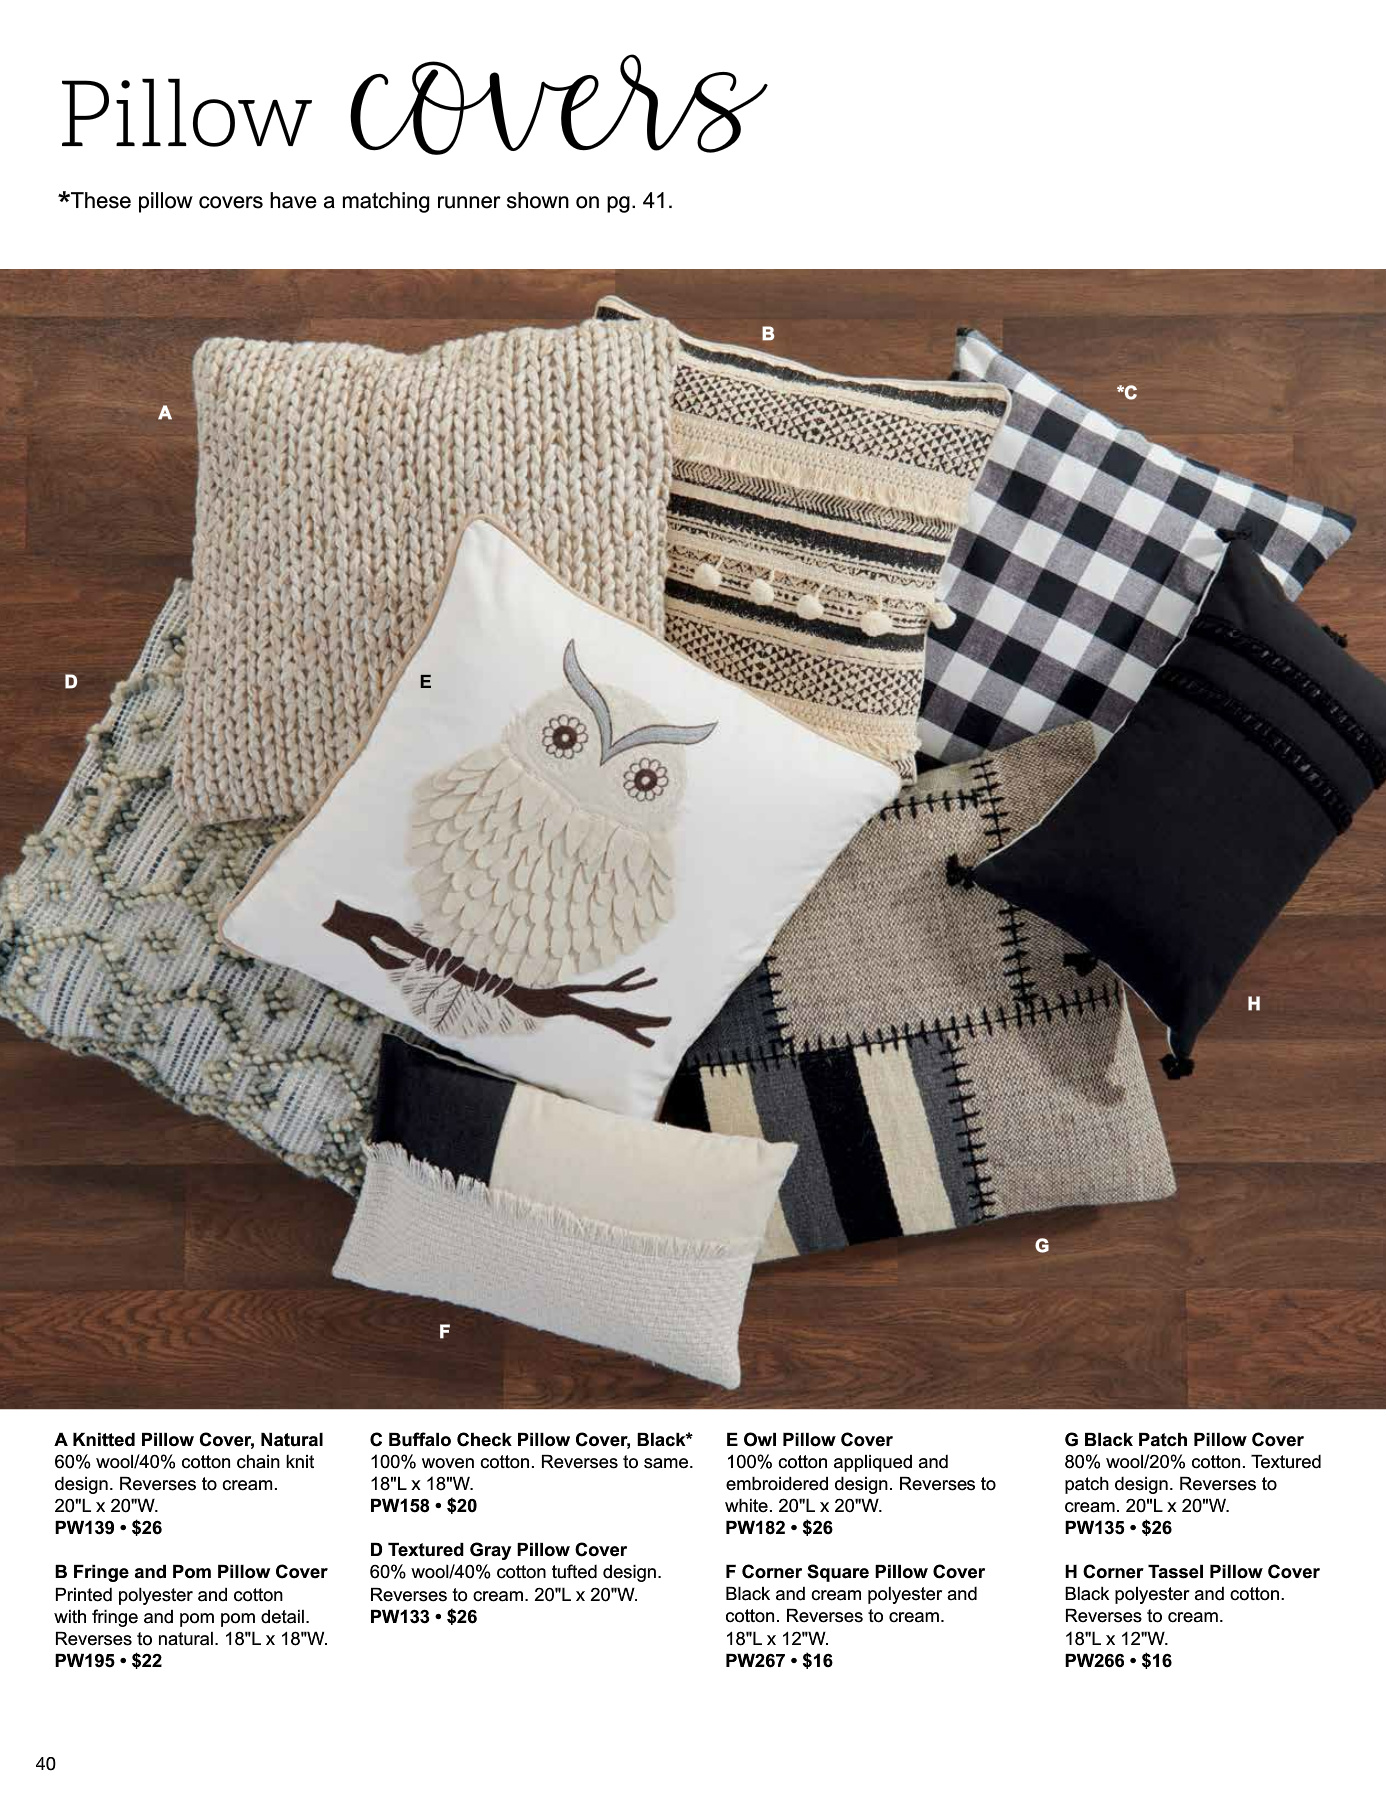 Pillow covers
*These pillow covers have a matching runner shown on pg. 41.
B
*C
A
D
E
H
G
F
A Knitted Pillow Cover, Natural
60% wool/40% cotton chain knit
design. Reverses to cream.
20"L x 20"W.
PW139 • $26
B Fringe and Pom Pillow Cover
Printed polyester and cotton
with fringe and pom pom detail.
Reverses to natural. 18"L x 18"W.
PW195 • $22
C Buffalo Check Pillow Cover, Black*
100% woven cotton. Reverses to same.
18"L x 18"W.
PW158 • $20
D Textured Gray Pillow Cover
60% wool/40% cotton tufted design.
Reverses to cream. 20"L x 20"W.
PW133 • $26
E Owl Pillow Cover
100% cotton appliqued and
embroidered design. Reverses to
white. 20"L x 20"W.
PW182 • $26
F Corner Square Pillow Cover
Black and cream polyester and
cotton. Reverses to cream.
18"L x 12"W.
PW267 • $16
G Black Patch Pillow Cover
80% wool/20% cotton. Textured
patch design. Reverses to
cream. 20"L x 20"W.
PW135 • $26
H Corner Tassel Pillow Cover
Black polyester and cotton.
Reverses to cream.
18"L x 12"W.
PW266 • $16
40